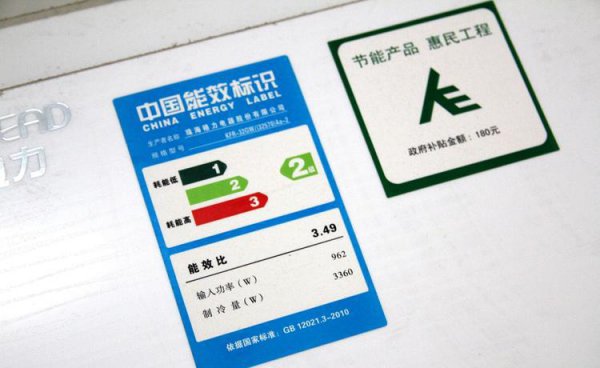 EAD
力
中国能效标识
CHINA ENERGY LABEL
生产者名称 珠海格力电器股份有限公司
规格型号
耗能低
1
2
3
耗能高
2级
能效比 3.49
输入功率(W) 962
制冷量(W) 3360
依据国家标准：GB 12021.3-2010
节能产品 惠民工程
政府补贴金额：180元